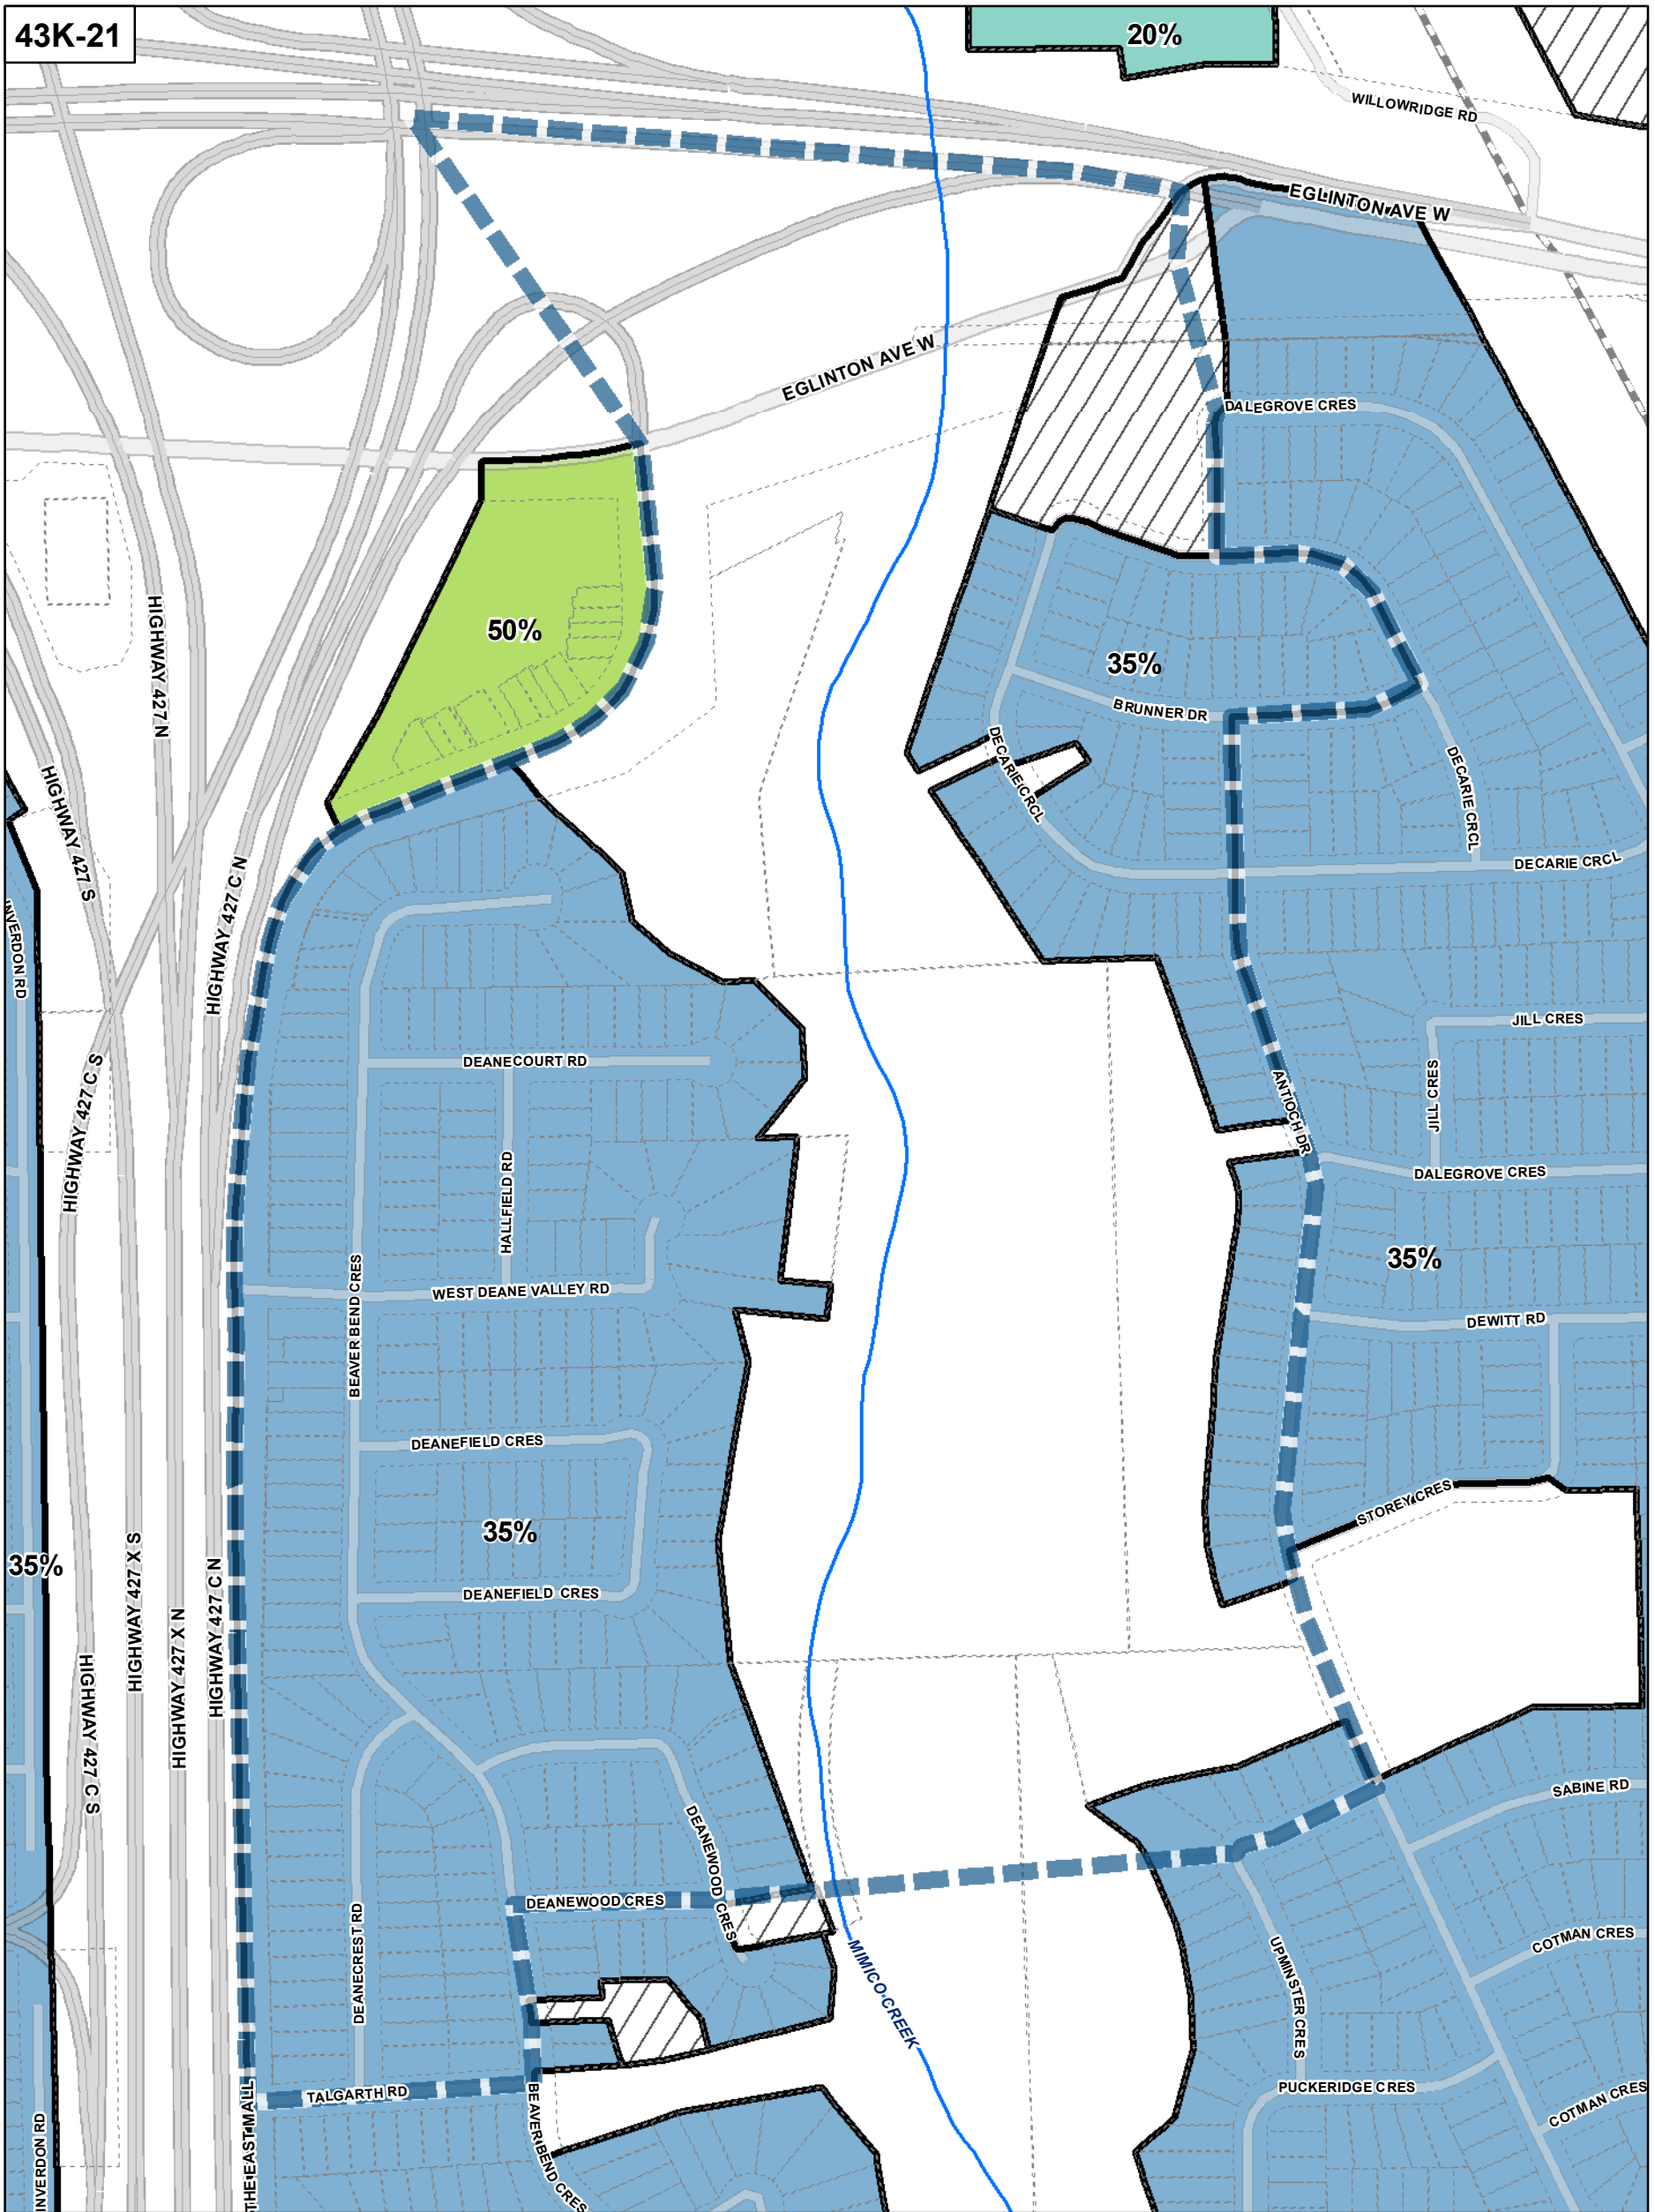 43K-21
20%
WILLOWRIDGE RD
EGLINTON AVE W
EGLINTON AVE W
DALEGROVE CRES
HIGHWAY 427 N
50%
35%
BRUNNER DR
DECARIE CRCL
DECARIE CRCL
DECARIE CRCL
HIGHWAY 427 S
HIGHWAY 427 C N
INVERDON RD
JILL CRES
JILL CRES
DEANECOURT RD
HIGHWAY 427 C S
ANTIOCH DR
HALLFIELD RD
DALEGROVE CRES
35%
WEST DEANE VALLEY RD
BEAVER BEND CRES
DEWITT RD
DEANEFIELD CRES
STOREY CRES
35%
35%
HIGHWAY 427 X S
HIGHWAY 427 X N
HIGHWAY 427 C N
DEANEFIELD CRES
HIGHWAY 427 C S
SABINE RD
DEANEWOOD CRES
DEANEWOOD CRES
DEANECREST RD
MIMICO CREEK
COTMAN CRES
UPMINSTER CRES
TALGARTH RD
PUCKERIDGE CRES
COTMAN CRES
THE EAST MALL
BEAVER BEND CRES
INVERDON RD